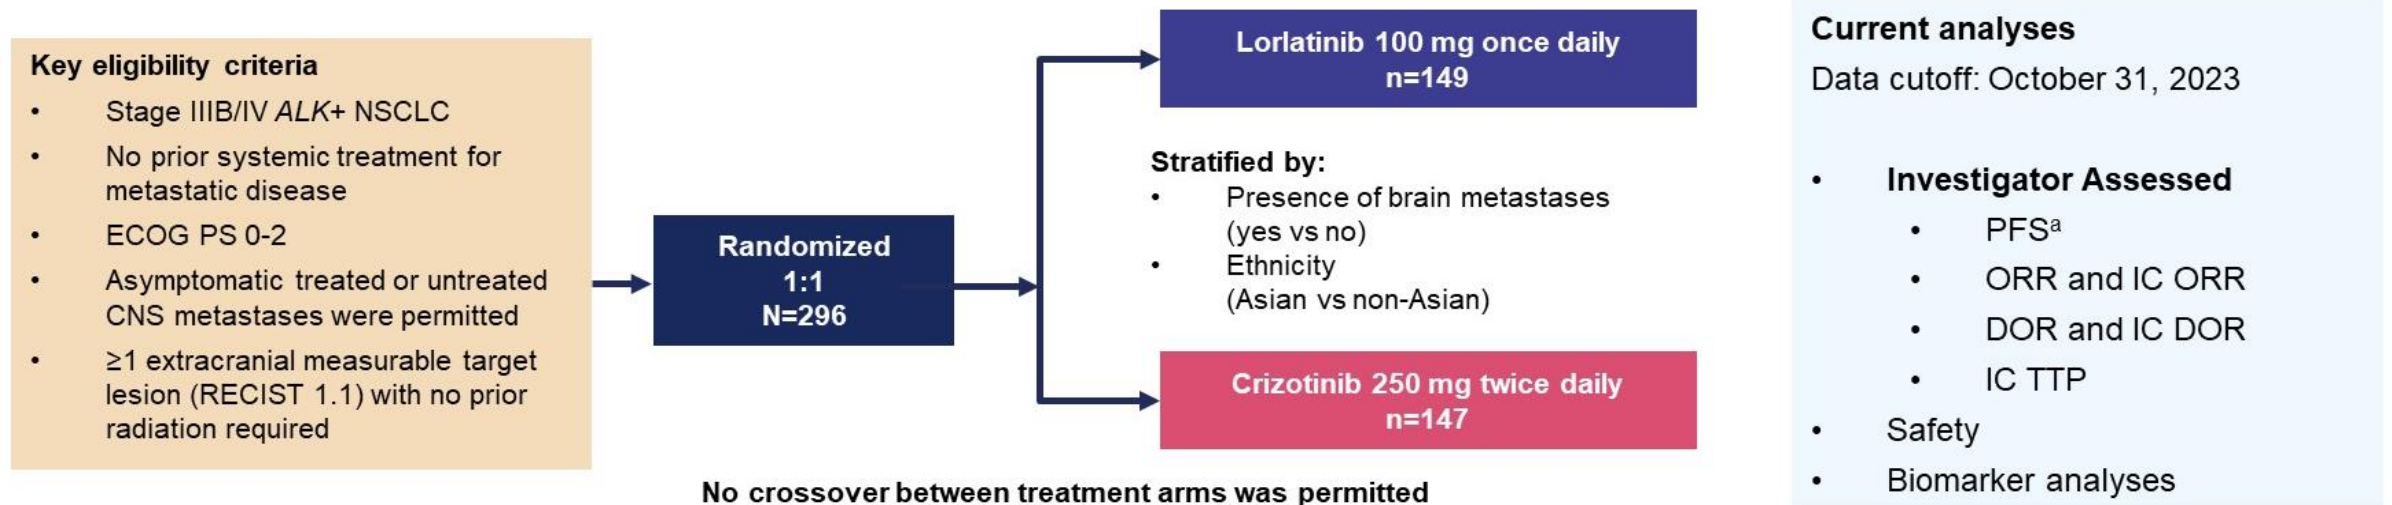 Key eligibility criteria
• Stage IIIB/IV ALK+ NSCLC
• No prior systemic treatment for
metastatic disease
• ECOG PS 0-2
• Asymptomatic treated or untreated
CNS metastases were permitted
• ≥1 extracranial measurable target
lesion (RECIST 1.1) with no prior
radiation required
Randomized
1:1
N=296
Lorlatinib 100 mg once daily
n=149
Stratified by:
• Presence of brain metastases
(yes vs no)
• Ethnicity
(Asian vs non-Asian)
Crizotinib 250 mg twice daily
n=147
No crossover between treatment arms was permitted
Current analyses
Data cutoff: October 31, 2023
• Investigator Assessed
• PFSᵃ
• ORR and IC ORR
• DOR and IC DOR
• IC TTP
• Safety
• Biomarker analyses